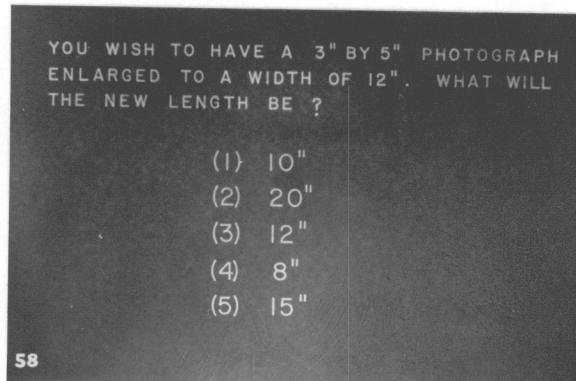 YOU WISH TO HAVE A 3" BY 5" PHOTOGRAPH
ENLARGED TO A WIDTH OF 12". WHAT WILL
THE NEW LENGTH BE ?
(1) 10"
(2) 20"
(3) 12"
(4) 8"
(5) 15"
58